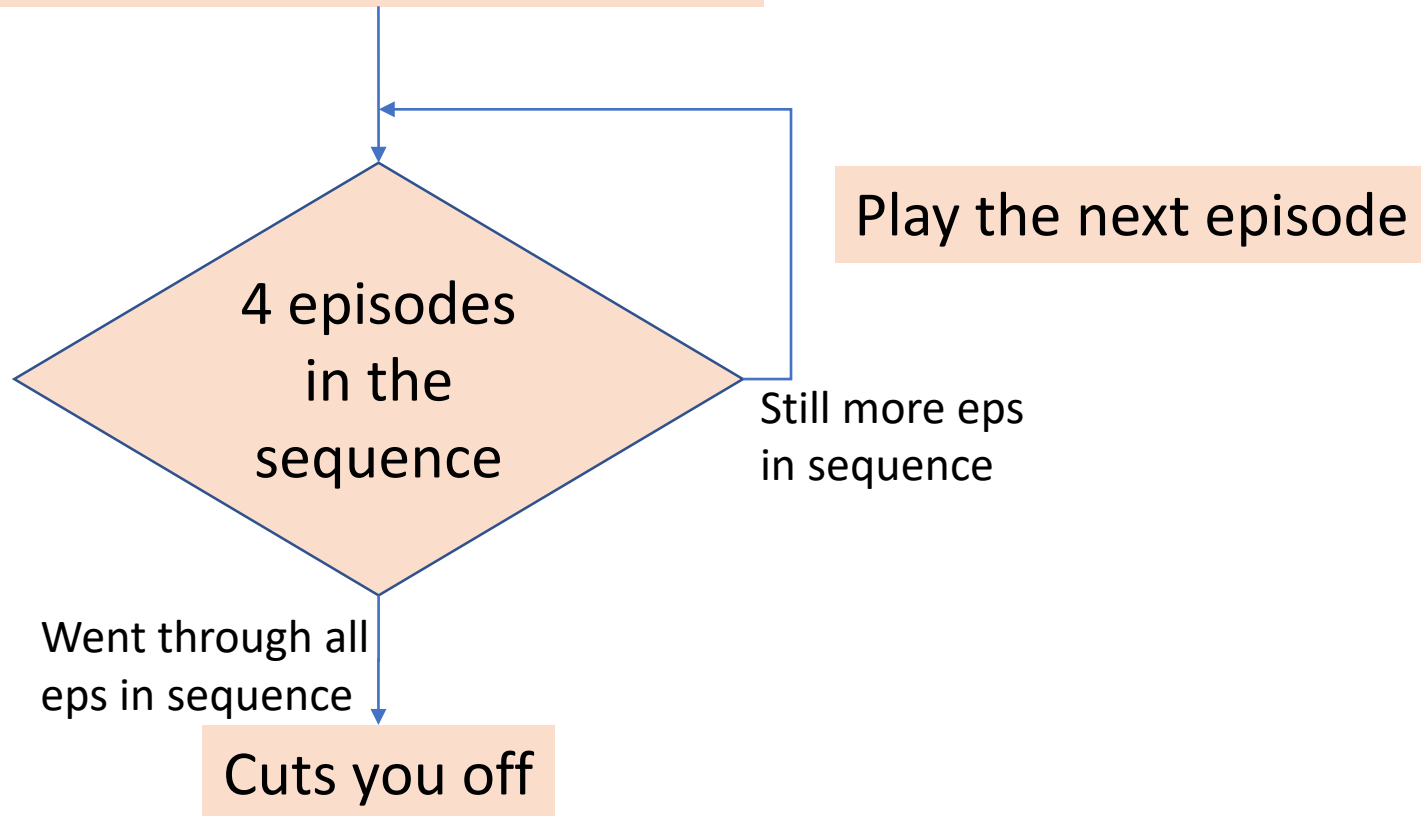 Play the next episode
4 episodes
in the
sequence
Still more eps
in sequence
Went through all
eps in sequence
Cuts you off